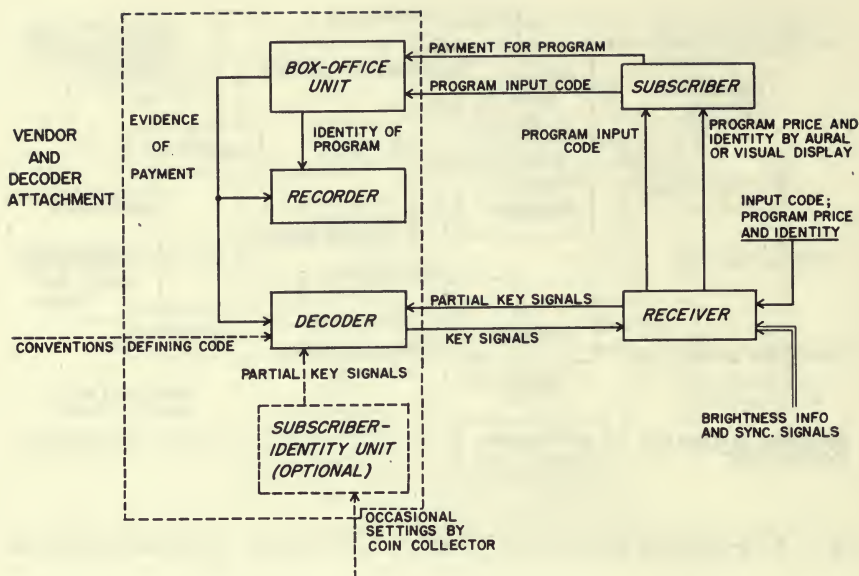 PAYMENT FOR PROGRAM
BOX-OFFICE
UNIT
SUBSCRIBER
PROGRAM INPUT CODE
VENDOR
AND
DECODER
ATTACHMENT
EVIDENCE
OF
PAYMENT
IDENTITY OF
PROGRAM
PROGRAM INPUT
CODE
PROGRAM PRICE AND
IDENTITY BY AURAL
OR VISUAL DISPLAY
RECORDER
INPUT CODE;
PROGRAM PRICE
AND IDENTITY
PARTIAL KEY SIGNALS
DECODER
RECEIVER
KEY SIGNALS
CONVENTIONS DEFINING CODE
PARTIAL KEY SIGNALS
SUBSCRIBER-
IDENTITY UNIT
(OPTIONAL)
BRIGHTNESS INFO
AND SYNC. SIGNALS
OCCASIONAL
SETTINGS BY
COIN COLLECTOR